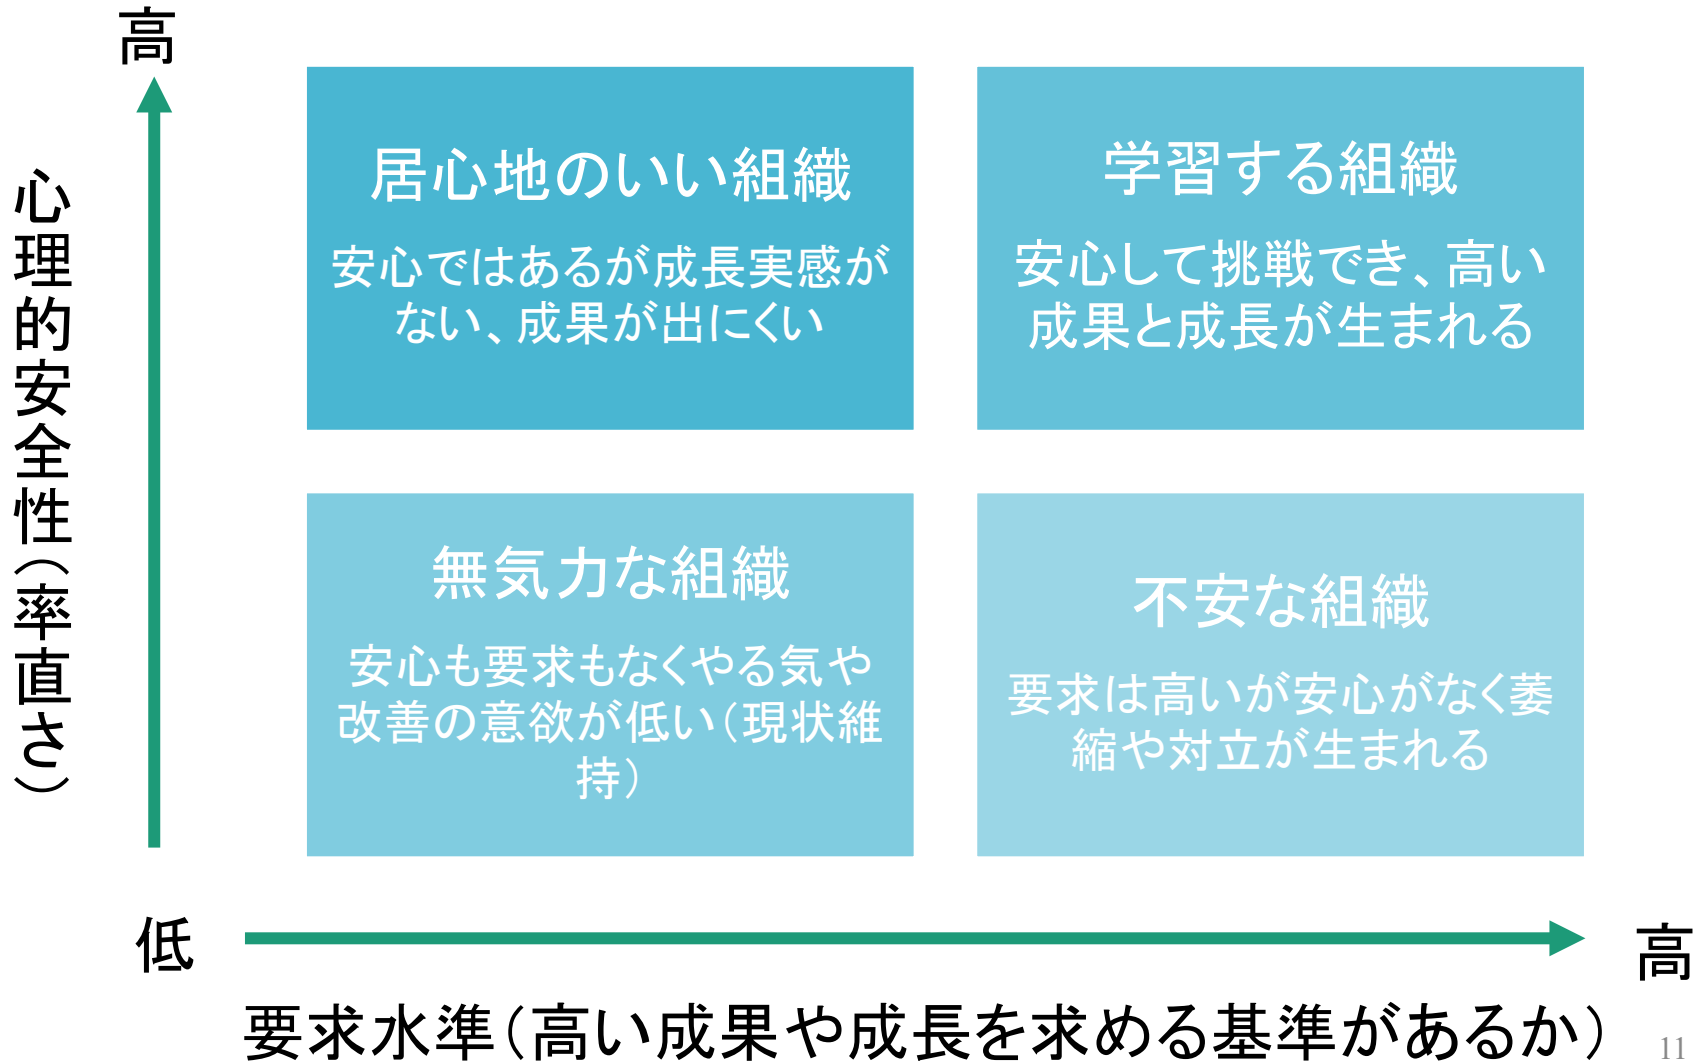 高
心理的安全性（率直さ）
居心地のいい組織
安心ではあるが成長実感が
ない、成果が出にくい
学習する組織
安心して挑戦でき、高い
成果と成長が生まれる
無気力な組織
安心も要求もなくやる気や
改善の意欲が低い（現状維
持）
不安な組織
要求は高いが安心がなく萎
縮や対立が生まれる
低
高
要求水準（高い成果や成長を求める基準があるか）
11